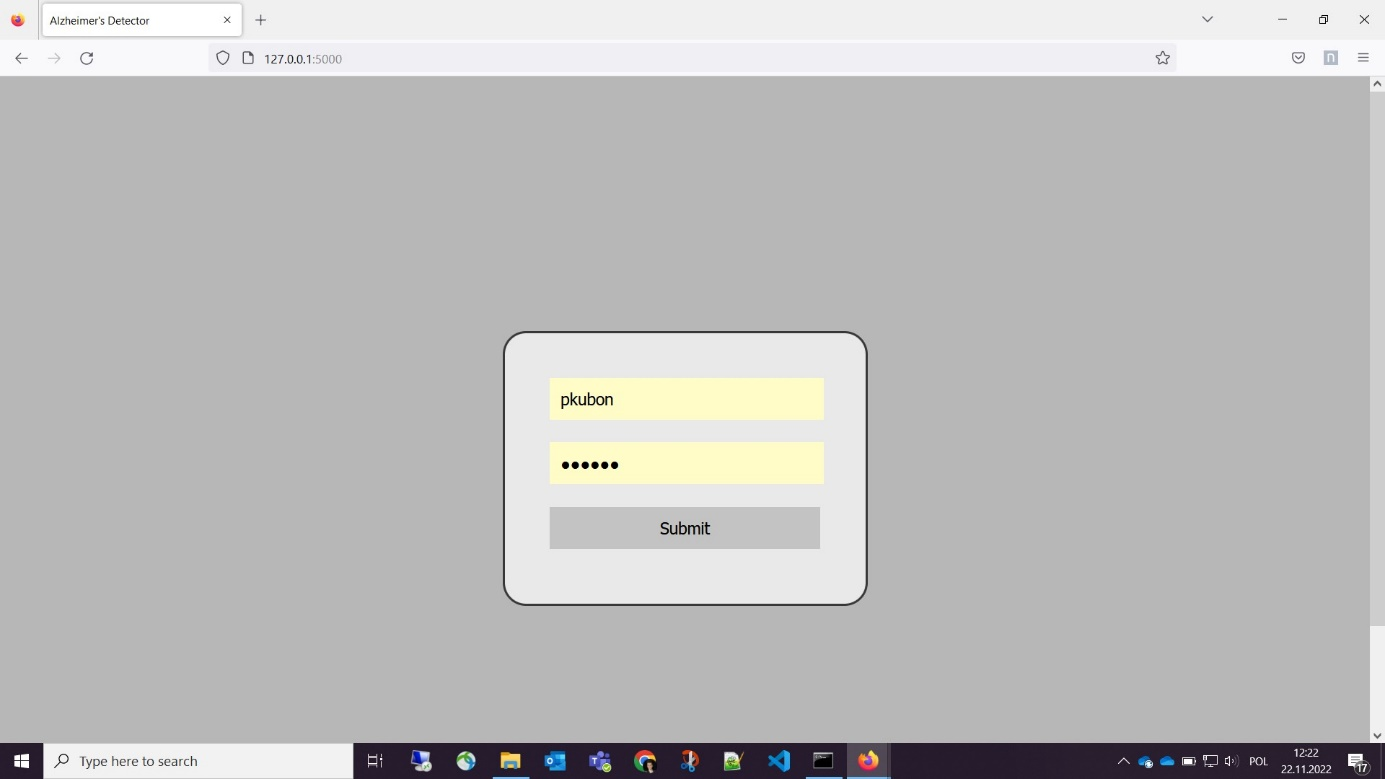 Alzheimer's Detector
127.0.0.1:5000
pkubon
●●●●●●
Submit
Type here to search
POL
12:22
22.11.2022
17